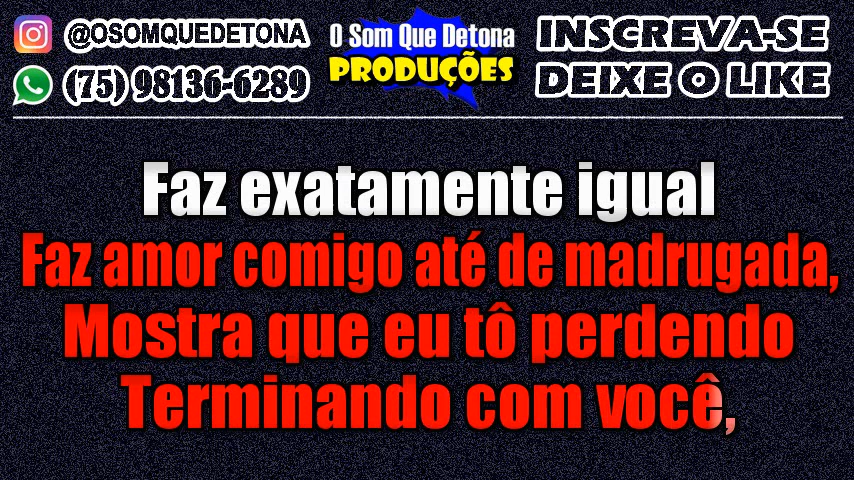 @OSOMQUEDETONA
(75) 98136-6289
O Som Que Detona
PRODUÇÕES
INSCREVA-SE
DEIXE O LIKE
Faz exatamente igual
Faz amor comigo até de madrugada,
Mostra que eu tô perdendo
Terminando com você,